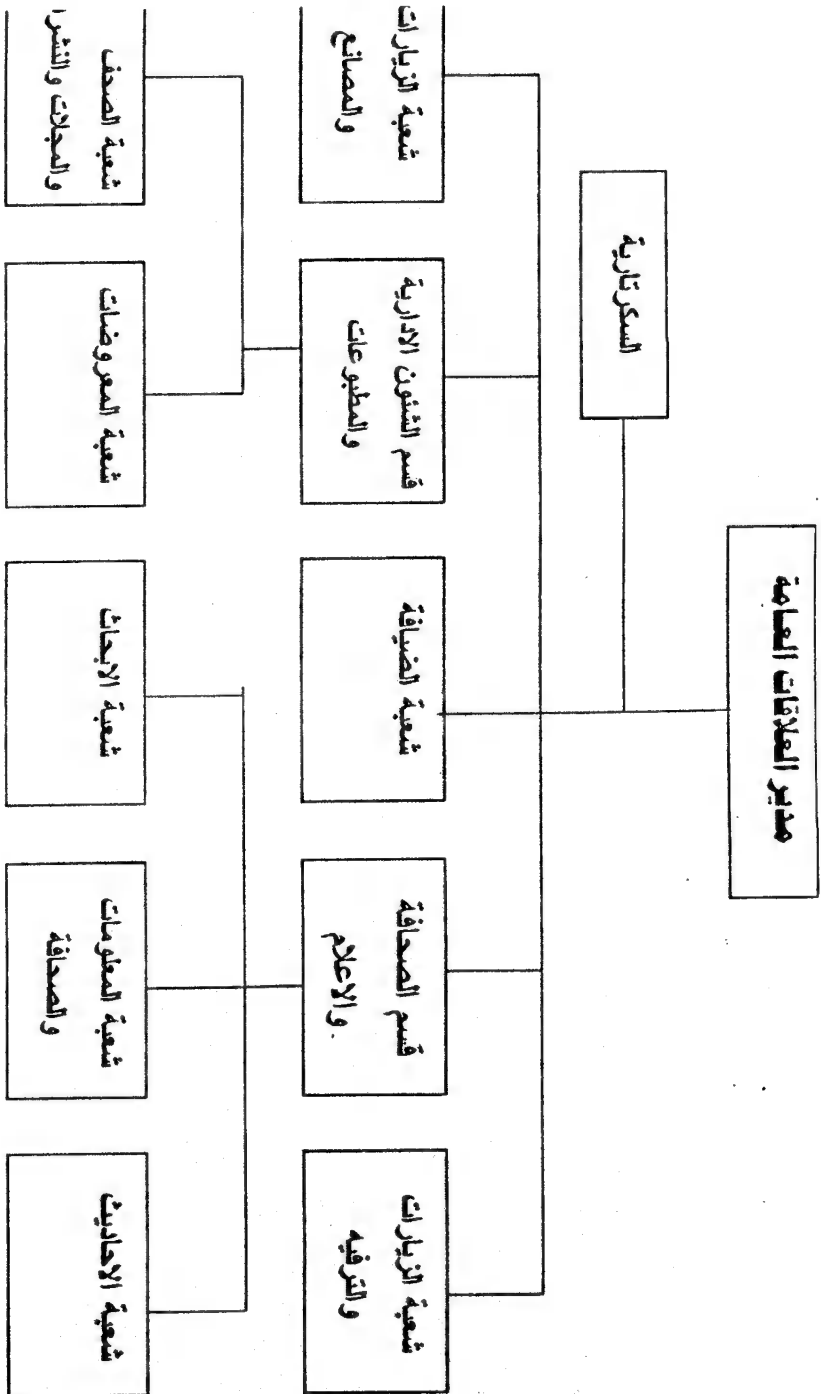 مدير العلاقات العامة
السكرتارية
شعبة الزيارات
والترفيه
قسم الصحافة
والاعلام.
شعبة الضيافة
قسم الشئون الادارية
والمطبوعات
شعبة الزيارات
والمصانع
شعبة الاحاديث
شعبة المعلومات
والصحافة
شعبة الابحاث
شعبة المعروضات
شعبة الصحف
والمجلات والنشرا